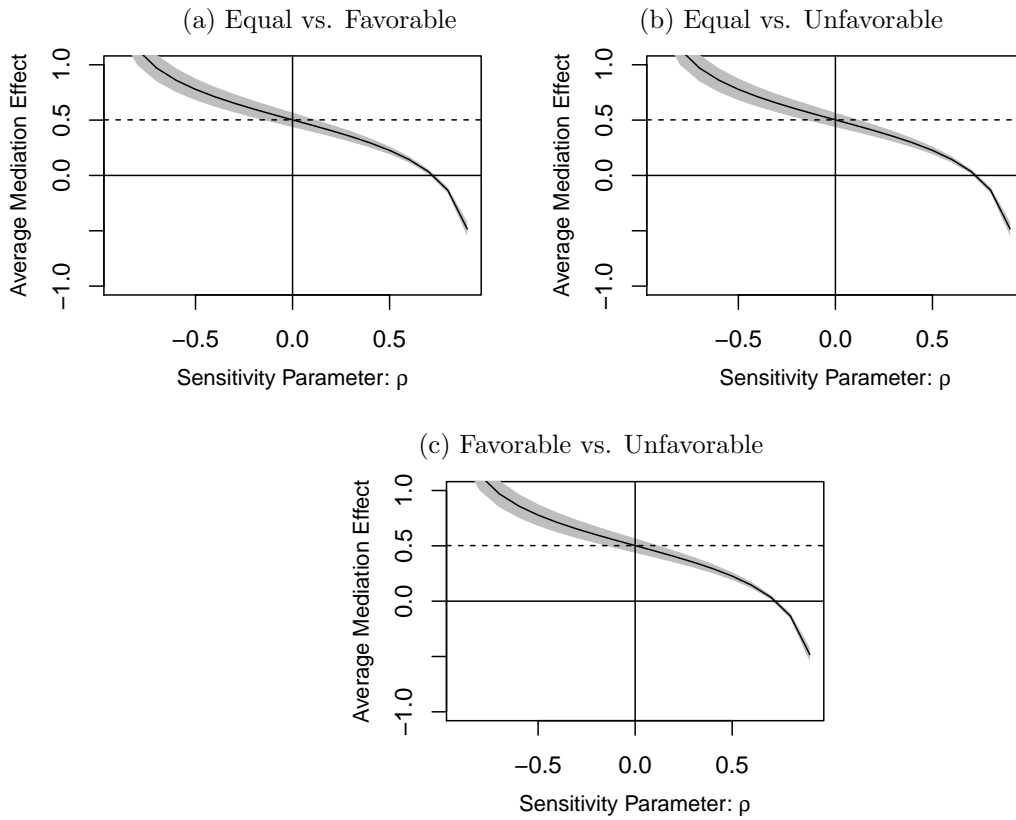 (a) Equal vs. Favorable
Average Mediation Effect
1.0
0.5
0.0
−1.0
−0.5 0.0 0.5
Sensitivity Parameter: ρ
(b) Equal vs. Unfavorable
Average Mediation Effect
1.0
0.5
0.0
−1.0
−0.5 0.0 0.5
Sensitivity Parameter: ρ
(c) Favorable vs. Unfavorable
Average Mediation Effect
1.0
0.5
0.0
−1.0
−0.5 0.0 0.5
Sensitivity Parameter: ρ